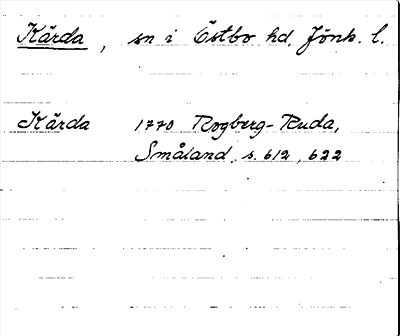 Kärda, sn i Östbo hd, Jönk. l.
Kärda 1770 Rogberg-Ruda,
Småland, s. 612, 622